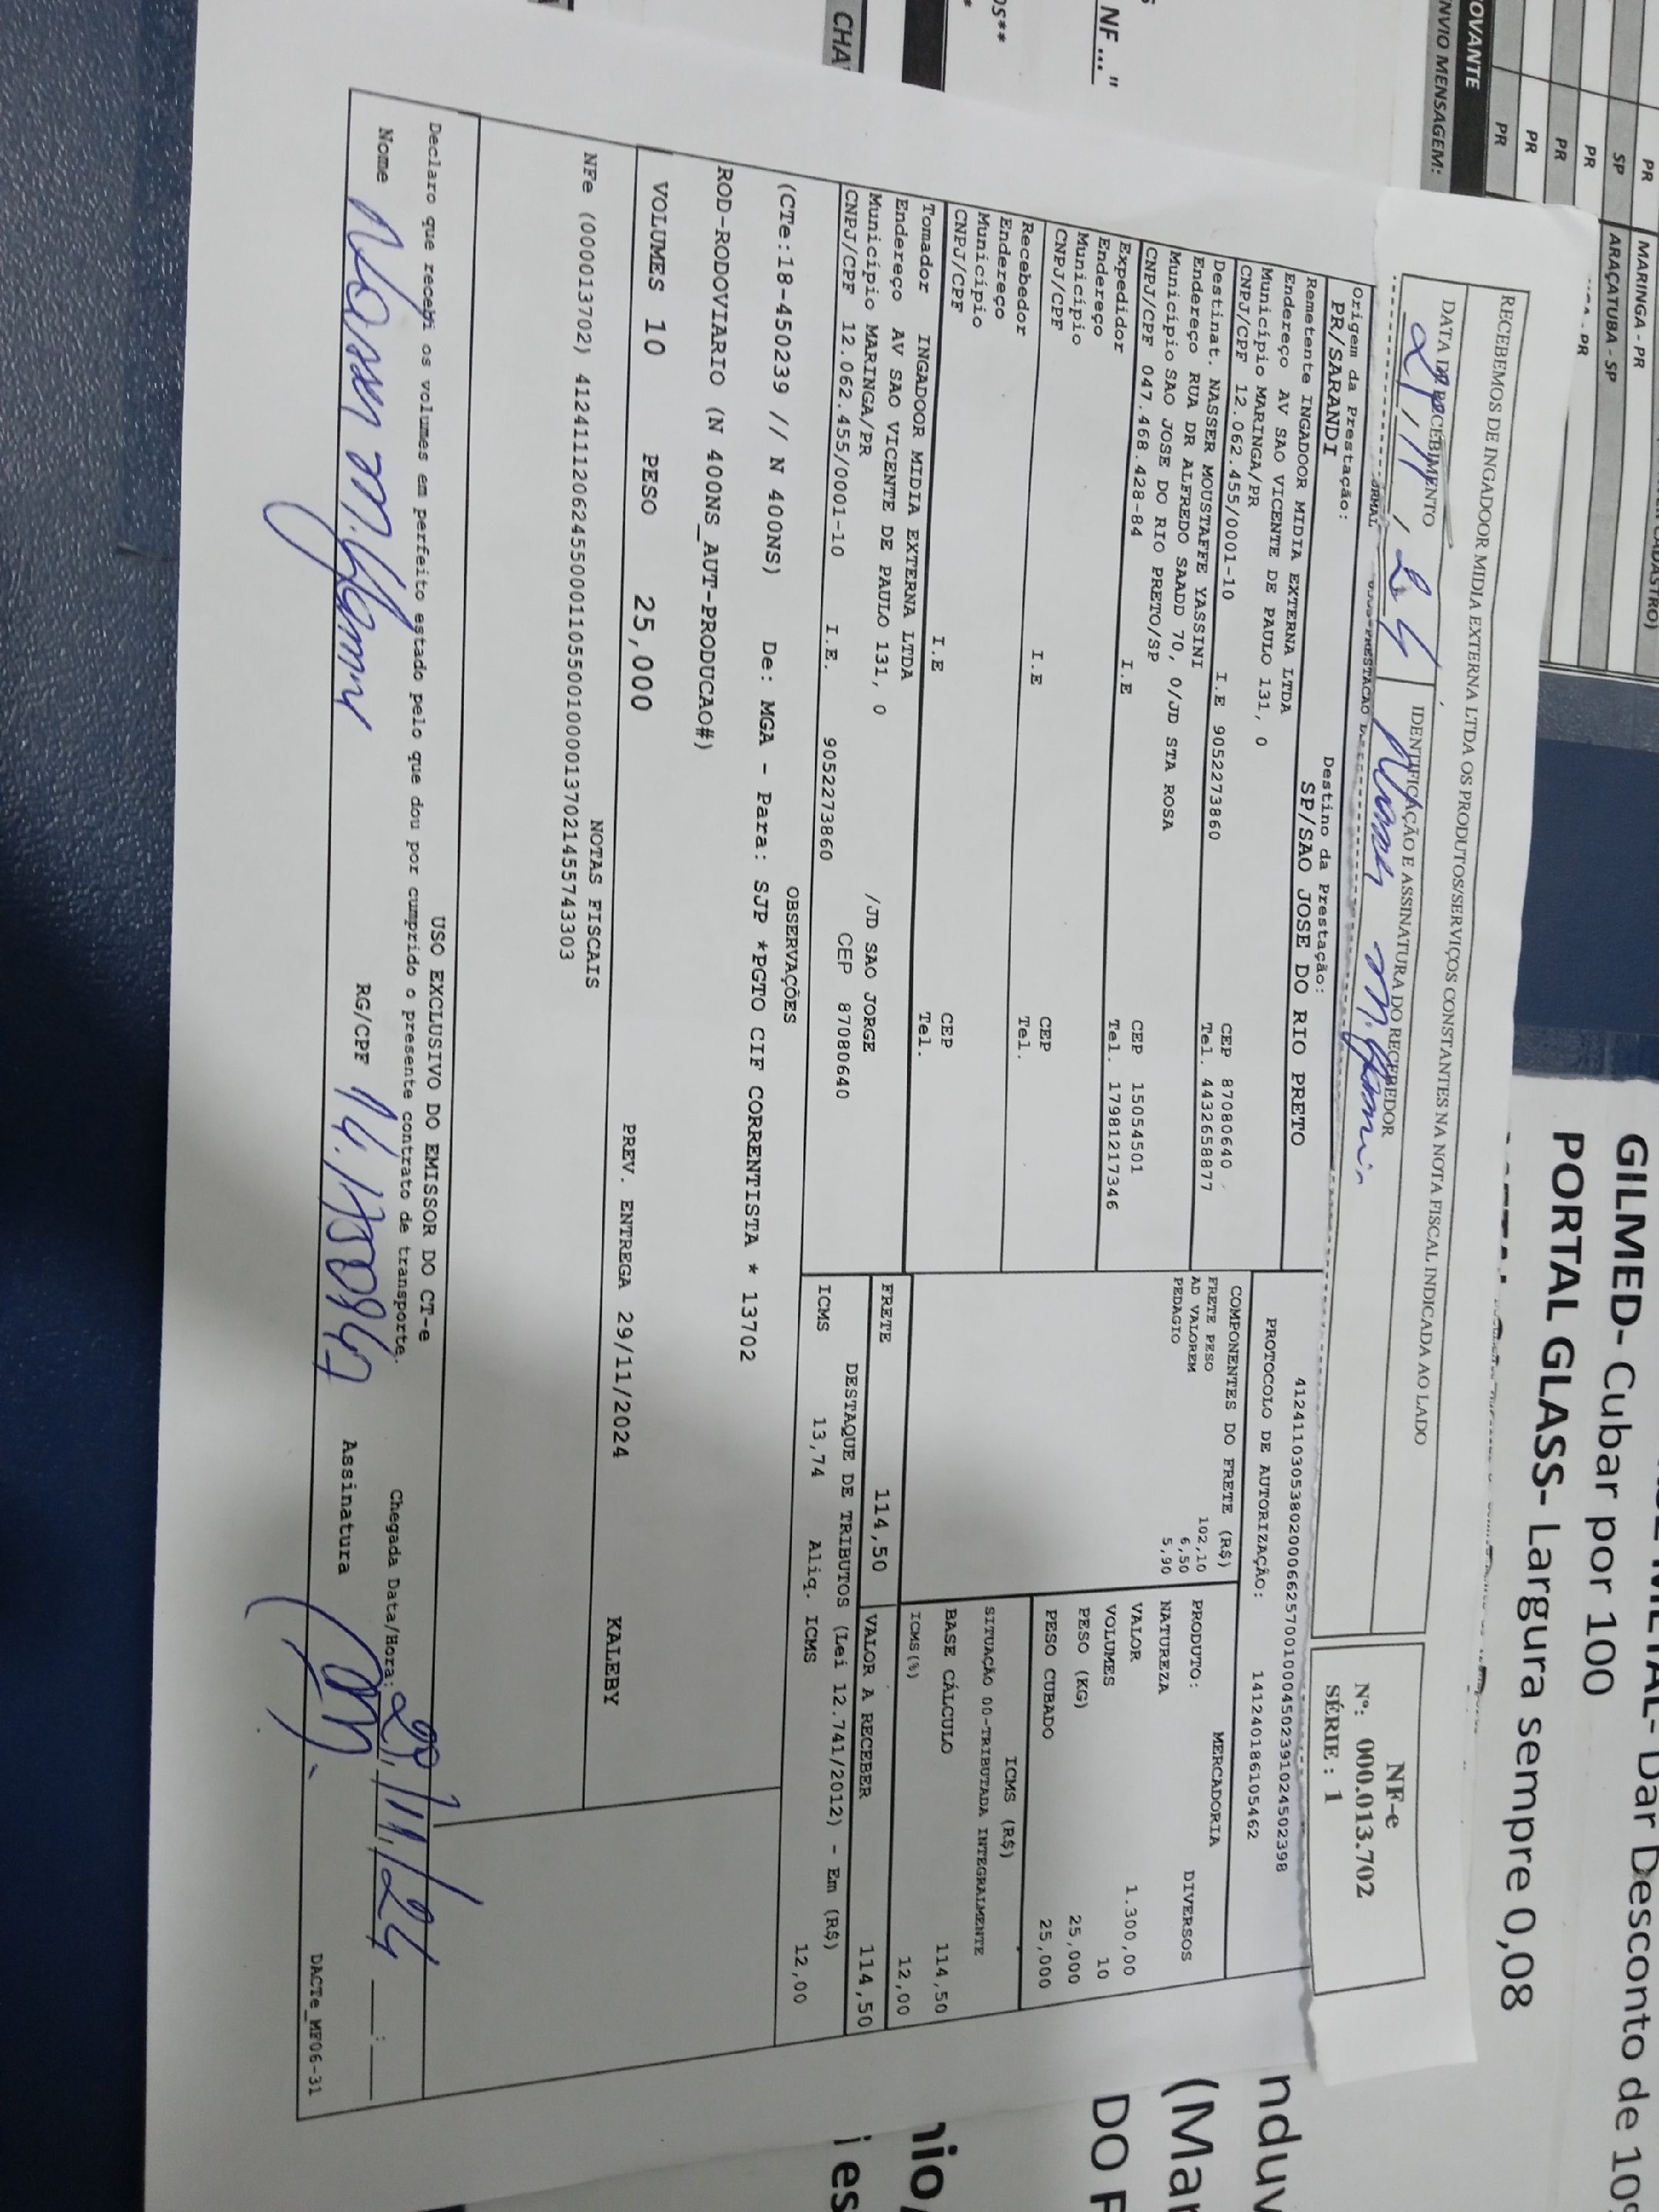 RECEBEMOS DE INGADOOR MIDIA EXTERNA LTDA OS PRODUTOS/SERVIÇOS CONSTANTES NA NOTA FISCAL INDICADA AO LADO
DATA DE RECEBIMENTO
IDENTIFICAÇÃO E ASSINATURA DO RECEBEDOR
NF-e
Nº: 000.013.702
SÉRIE : 1
Origem da Prestação:
PR/SARANDI
Destino da Prestação:
SP/SAO JOSE DO RIO PRETO
PROTOCOLO DE AUTORIZAÇÃO: 141240186105462
Remetente INGADOOR MIDIA EXTERNA LTDA
Endereço AV SAO VICENTE DE PAULO 131, 0
Município MARINGA/PR CEP 87080640
CNPJ/CPF 12.062.455/0001-10 I.E 9052273860 Tel. 4432658877
Destinat. NASSER MOUSTAFFE YASSINI
Endereço RUA DR ALFREDO SAADD 70, 0/JD STA ROSA
Município SAO JOSE DO RIO PRETO/SP CEP 15054501
CNPJ/CPF 047.468.428-84 I.E Tel. 17981217346
Expedidor
Endereço
Município CEP
CNPJ/CPF I.E Tel.
Recebedor
Endereço
Município CEP
CNPJ/CPF I.E Tel.
Tomador INGADOOR MIDIA EXTERNA LTDA
Endereço AV SAO VICENTE DE PAULO 131, 0 /JD SAO JORGE
Município MARINGA/PR CEP 87080640
CNPJ/CPF 12.062.455/0001-10 I.E. 9052273860
COMPONENTES DO FRETE (R$)
FRETE PESO 102,10
AD VALOREM 6,50
PEDAGIO 5,90
MERCADORIA
PRODUTO: DIVERSOS
NATUREZA
VALOR 1.300,00
VOLUMES 10
PESO (KG) 25,000
PESO CUBADO 25,000
ICMS (R$)
SITUAÇÃO 00-TRIBUTADA INTEGRALMENTE
BASE CÁLCULO 114,50
ICMS(%) 12,00
FRETE 114,50
VALOR A RECEBER 114,50
DESTAQUE DE TRIBUTOS (Lei 12.741/2012) - Em (R$)
ICMS 13,74 Aliq. ICMS 12,00
OBSERVAÇÕES
(CTe:18-450239 // N 400NS) De: MGA - Para: SJP *PGTO CIF CORRENTISTA * 13702
ROD-RODOVIARIO (N 400NS_AUT-PRODUCAO#)
VOLUMES 10 PESO 25,000 PREV. ENTREGA 29/11/2024 KALEBY
NOTAS FISCAIS
NFe (000013702) 41241112062455000110550010000137021455743303
USO EXCLUSIVO DO EMISSOR DO CT-e
Declaro que recebi os volumes em perfeito estado pelo que dou por cumprido o presente contrato de transporte.
Chegada Data/Hora: 28/11/24
Nome
RG/CPF
Assinatura
DACTe_MF06-31
GILMED- Cubar por 100
PORTAL GLASS- Largura sempre 0,08
Dar Desconto de
MARINGA - PR
SP ARAÇATUBA - SP
PR
PR
PR
PR
NF ..."